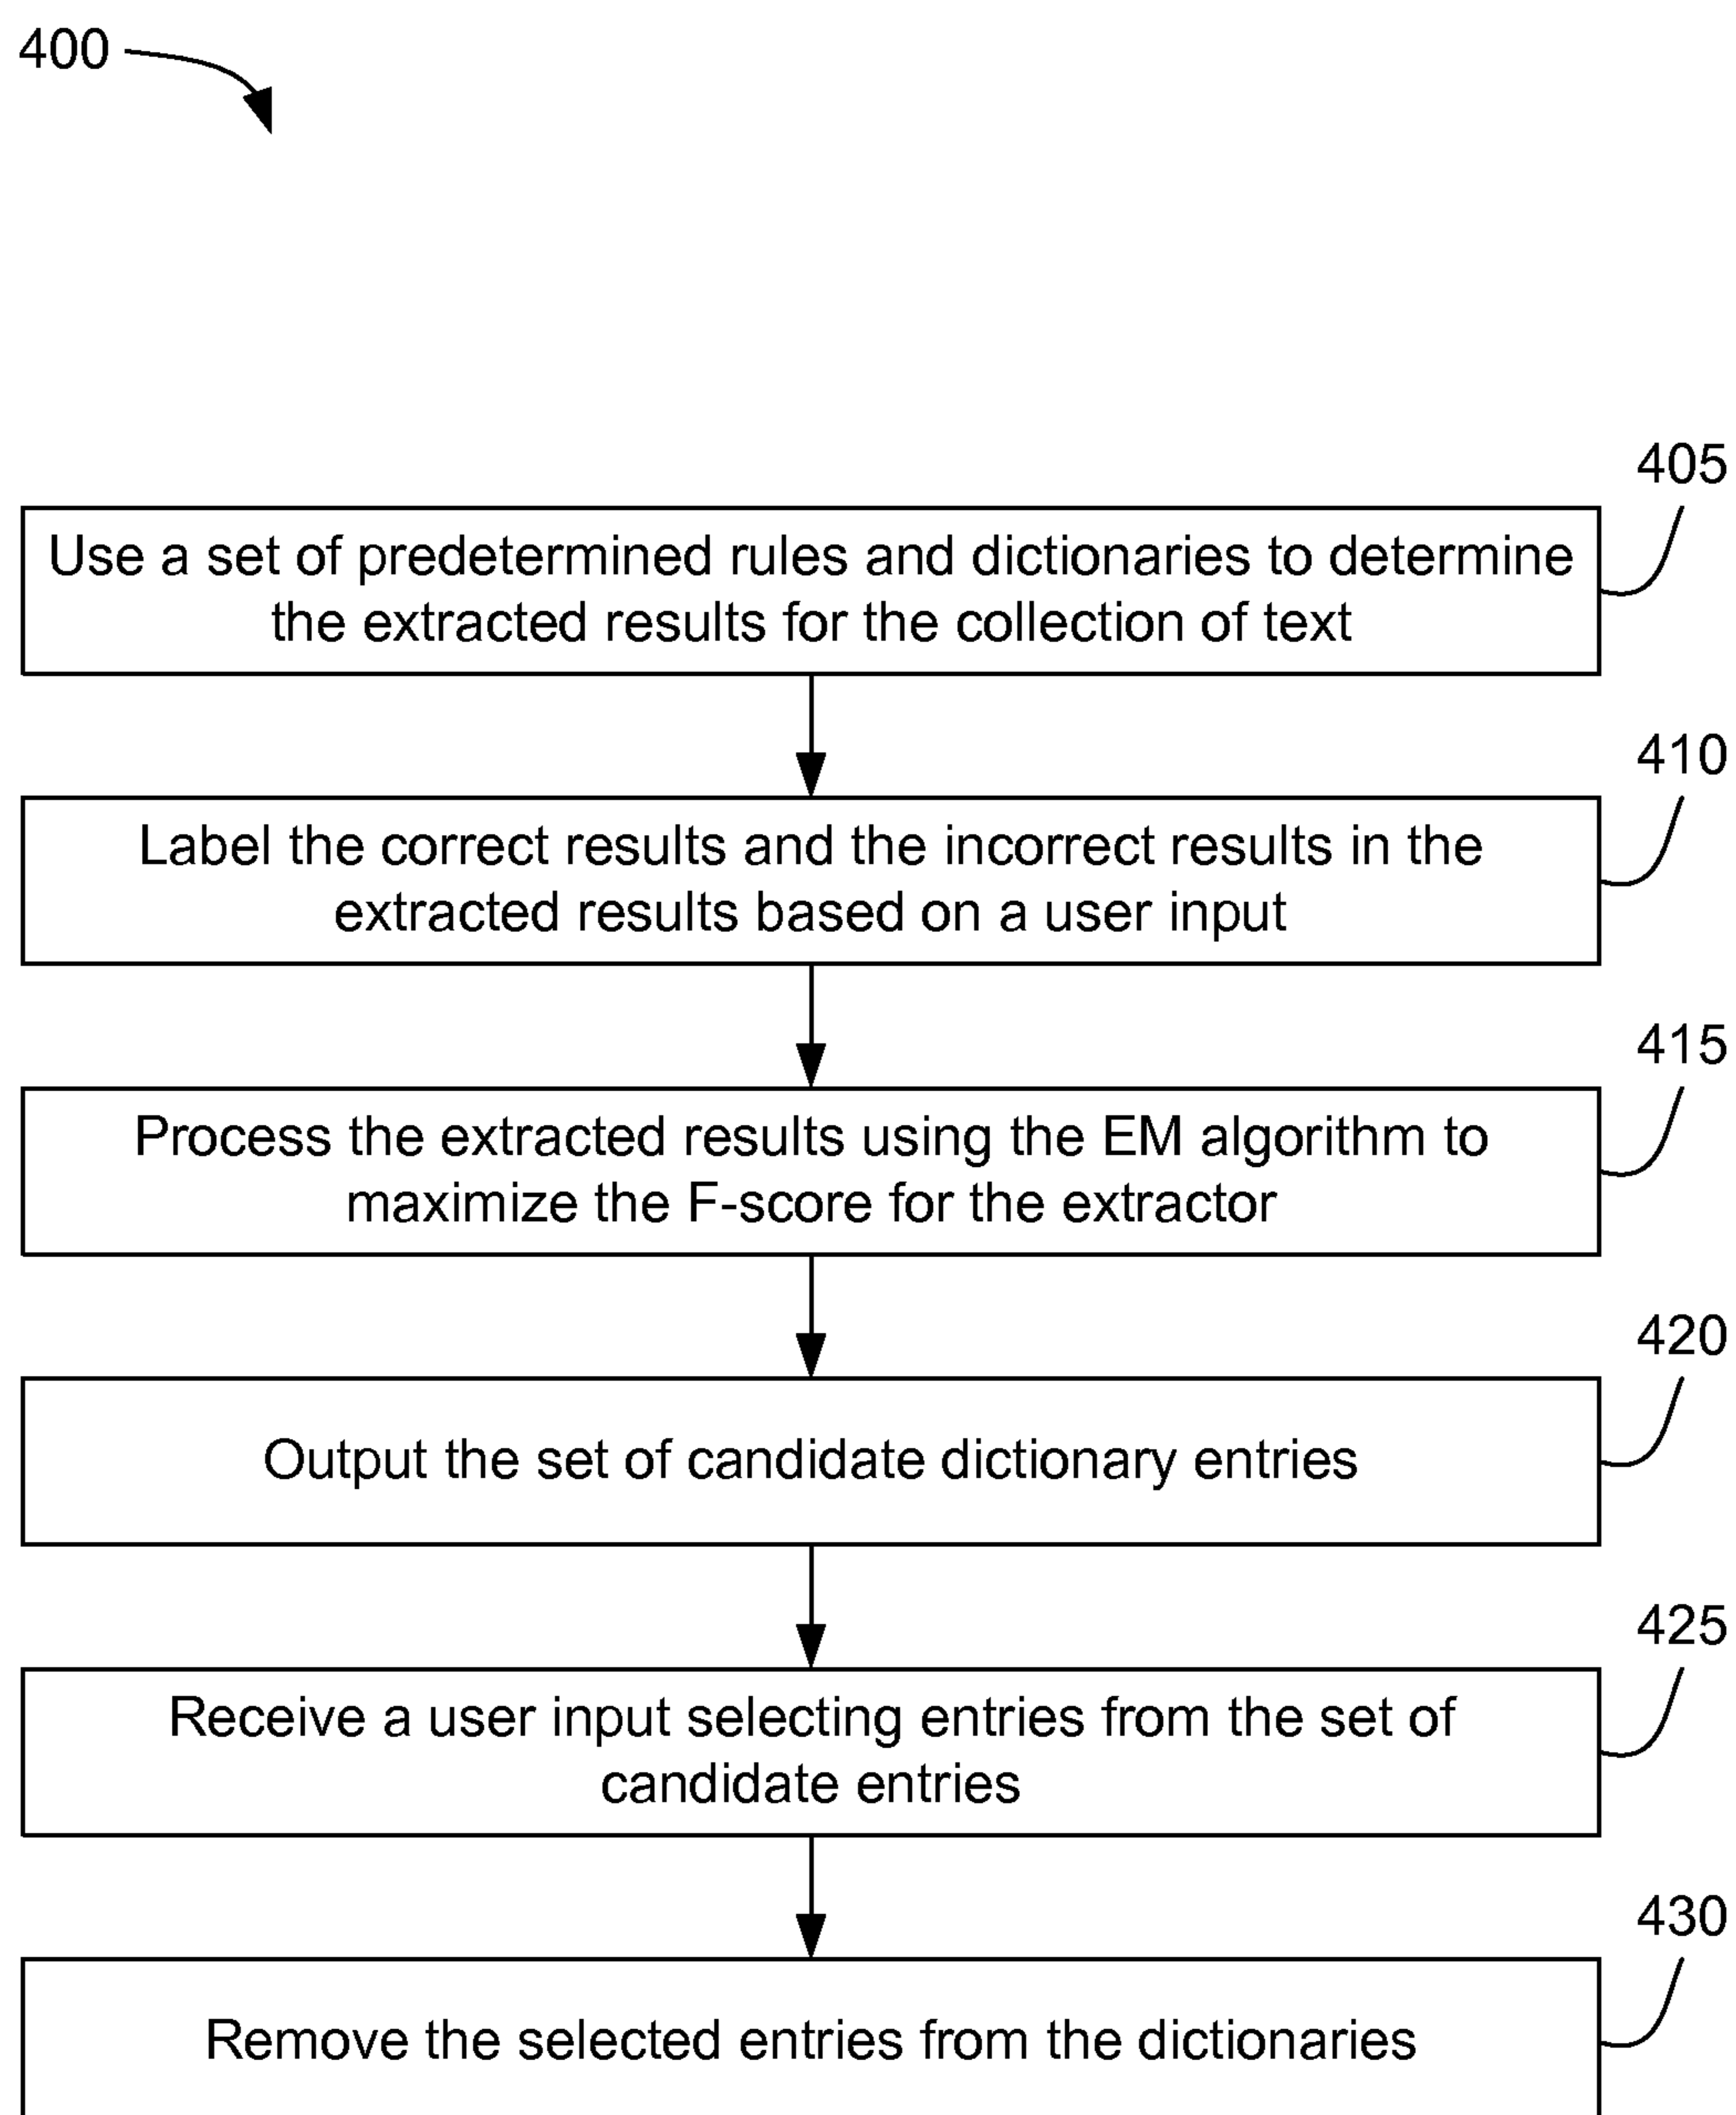 400
405
Use a set of predetermined rules and dictionaries to determine
the extracted results for the collection of text
410
Label the correct results and the incorrect results in the
extracted results based on a user input
415
Process the extracted results using the EM algorithm to
maximize the F-score for the extractor
420
Output the set of candidate dictionary entries
425
Receive a user input selecting entries from the set of
candidate entries
430
Remove the selected entries from the dictionaries